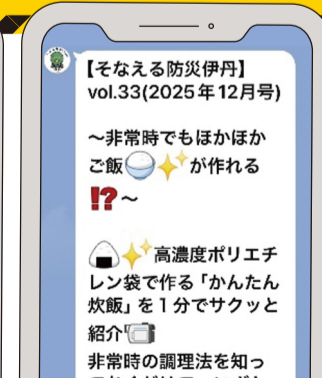 【そなえる防災伊丹】
vol.33(2025年12月号)
～非常時でもほかほか
ご飯🍚✨が作れる
⁉️～
🍙✨高濃度ポリエチ
レン袋で作る「かんたん
炊飯」を1分でサクッと
紹介📹
非常時の調理法を知っ